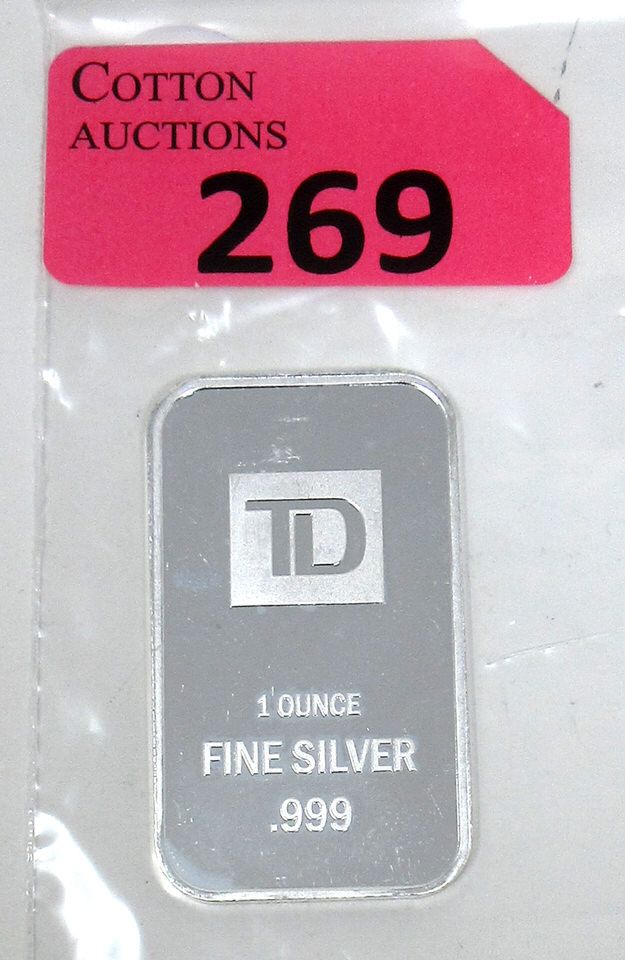 COTTON
AUCTIONS
269
TD
1 OUNCE
FINE SILVER
.999